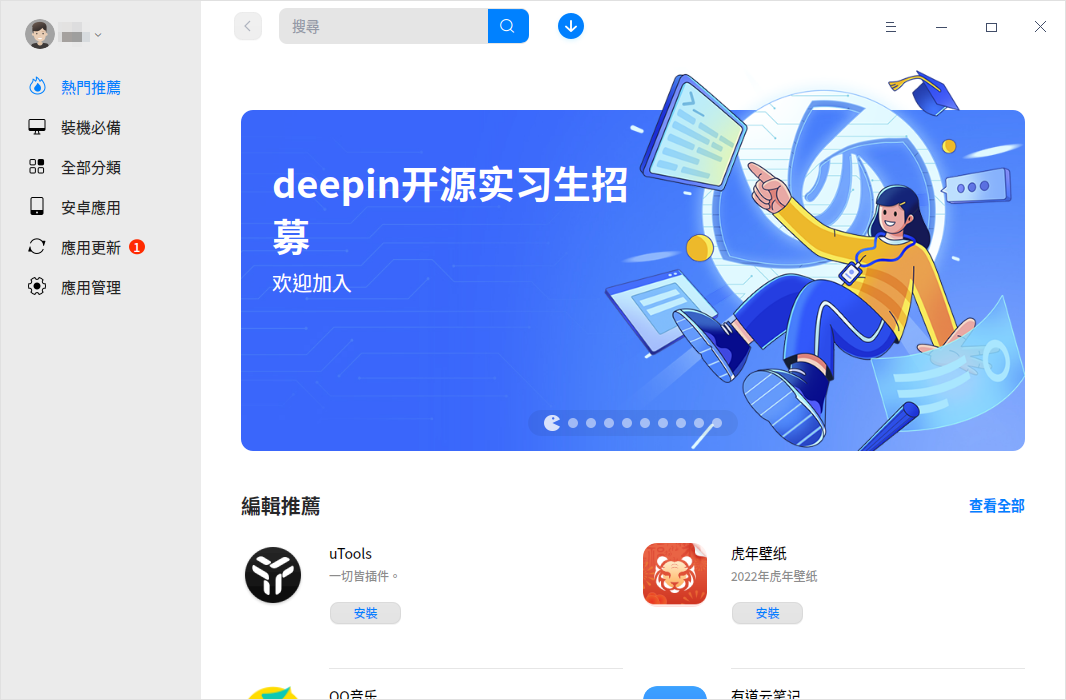 搜尋
熱門推薦
裝機必備
全部分類
安卓應用
應用更新 1
應用管理
deepin开源实习生招
募
欢迎加入
編輯推薦
查看全部
uTools
一切皆插件。
安裝
虎年壁纸
2022年虎年壁纸
安裝
QQ音乐
有道云笔记